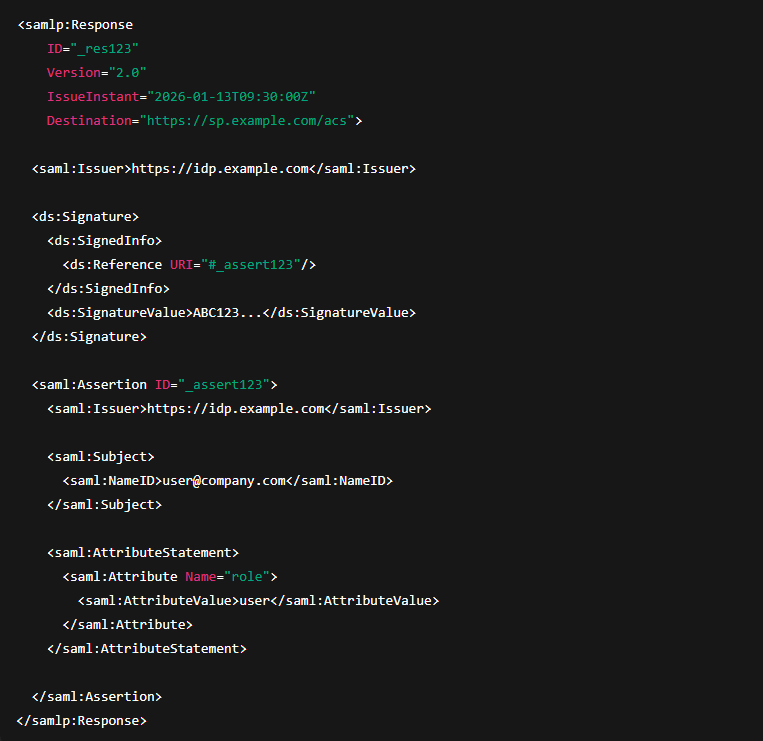 <samlp:Response
ID="_res123"
Version="2.0"
IssueInstant="2026-01-13T09:30:00Z"
Destination="https://sp.example.com/acs">
<saml:Issuer>https://idp.example.com</saml:Issuer>
<ds:Signature>
<ds:SignedInfo>
<ds:Reference URI="#_assert123"/>
</ds:SignedInfo>
<ds:SignatureValue>ABC123...</ds:SignatureValue>
</ds:Signature>
<saml:Assertion ID="_assert123">
<saml:Issuer>https://idp.example.com</saml:Issuer>
<saml:Subject>
<saml:NameID>user@company.com</saml:NameID>
</saml:Subject>
<saml:AttributeStatement>
<saml:Attribute Name="role">
<saml:AttributeValue>user</saml:AttributeValue>
</saml:Attribute>
</saml:AttributeStatement>
</saml:Assertion>
</samlp:Response>